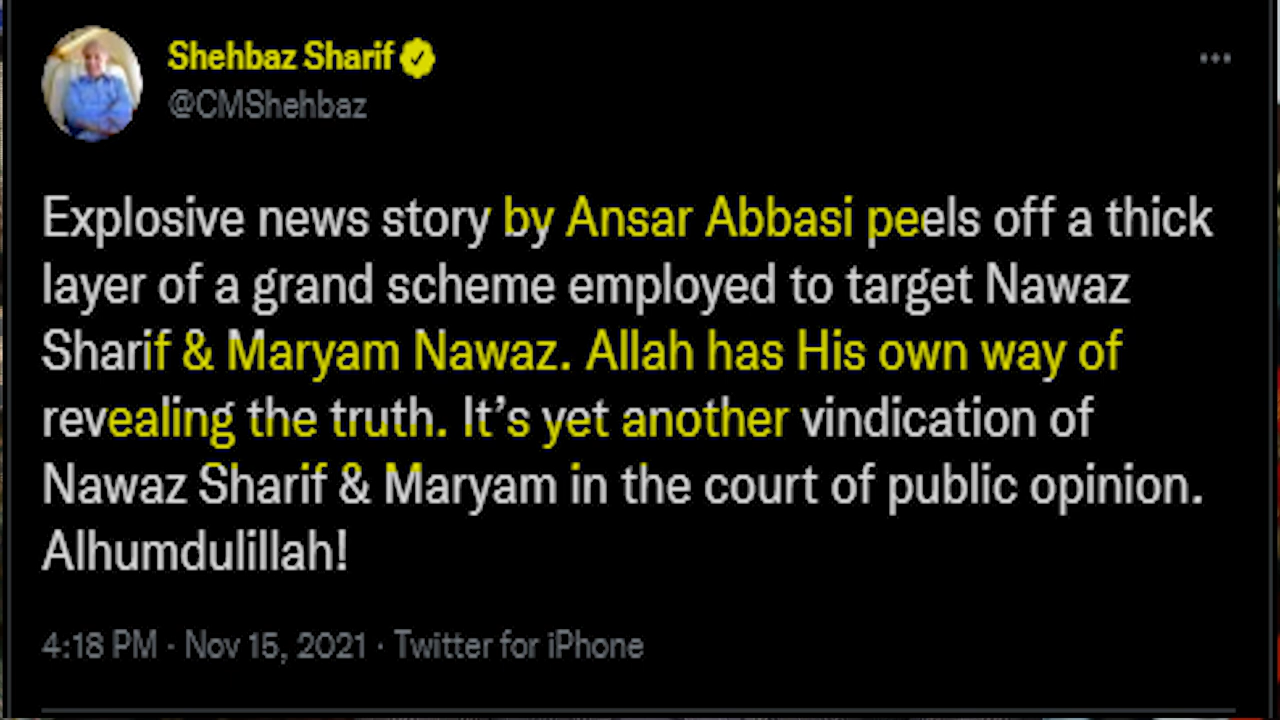 Shehbaz Sharif
@CMShehbaz
Explosive news story by Ansar Abbasi peels off a thick
layer of a grand scheme employed to target Nawaz
Sharif & Maryam Nawaz. Allah has His own way of
revealing the truth. It’s yet another vindication of
Nawaz Sharif & Maryam in the court of public opinion.
Alhumdulillah!
4:18 PM · Nov 15, 2021 · Twitter for iPhone